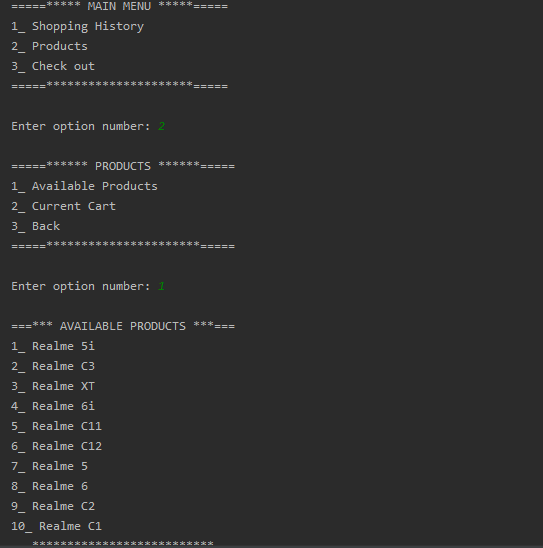 =====***** MAIN MENU *****=====
1_ Shopping History
2_ Products
3_ Check out
=====*********************=====
Enter option number: 2
=====****** PRODUCTS ******=====
1_ Available Products
2_ Current Cart
3_ Back
=====**********************=====
Enter option number: 1
===*** AVAILABLE PRODUCTS ***===
1_ Realme 5i
2_ Realme C3
3_ Realme XT
4_ Realme 6i
5_ Realme C11
6_ Realme C12
7_ Realme 5
8_ Realme 6
9_ Realme C2
10_ Realme C1
**************************